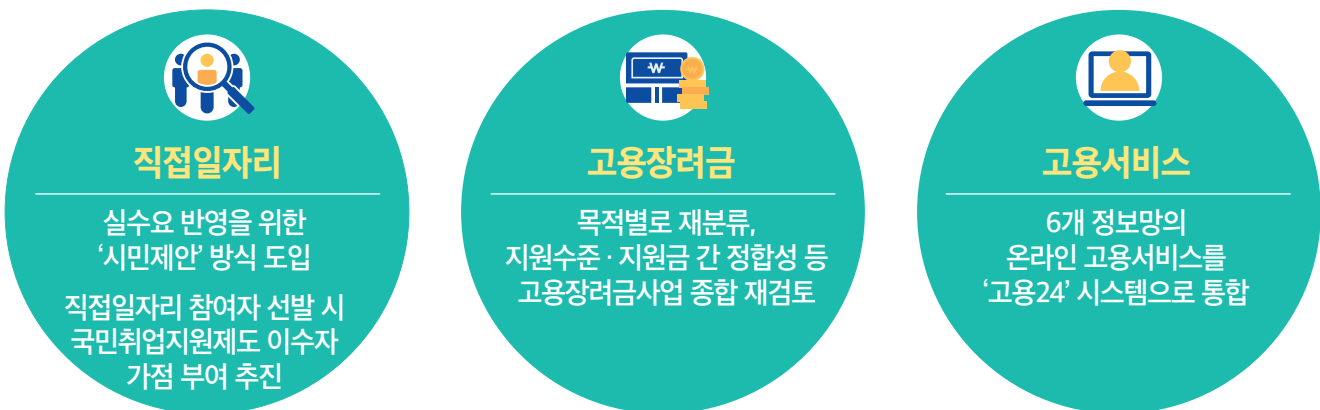 직접일자리
실수요 반영을 위한
‘시민제안’ 방식 도입
직접일자리 참여자 선발 시
국민취업지원제도 이수자
가점 부여 추진
₩
₩
고용장려금
목적별로 재분류,
지원수준 · 지원금 간 정합성 등
고용장려금사업 종합 재검토
고용서비스
6개 정보망의
온라인 고용서비스를
‘고용24’ 시스템으로 통합